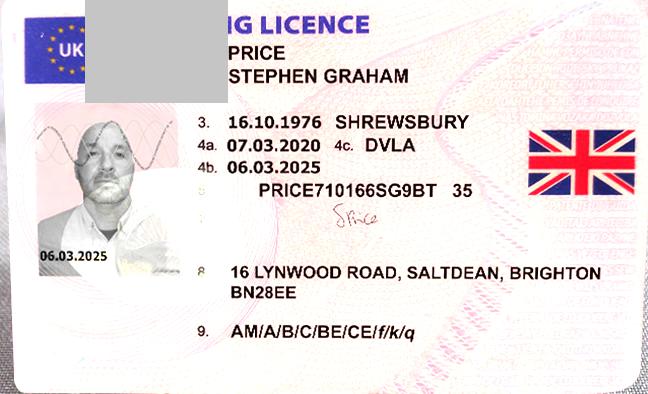 UK
G LICENCE
PRICE
STEPHEN GRAHAM
3. 16.10.1976 SHREWSBURY
4a. 07.03.2020 4c. DVLA
4b. 06.03.2025
PRICE710166SG9BT 35
SPrice
06.03.2025
8 16 LYNWOOD ROAD, SALTDEAN, BRIGHTON
BN28EE
9. AM/A/B/C/BE/CE/f/k/q